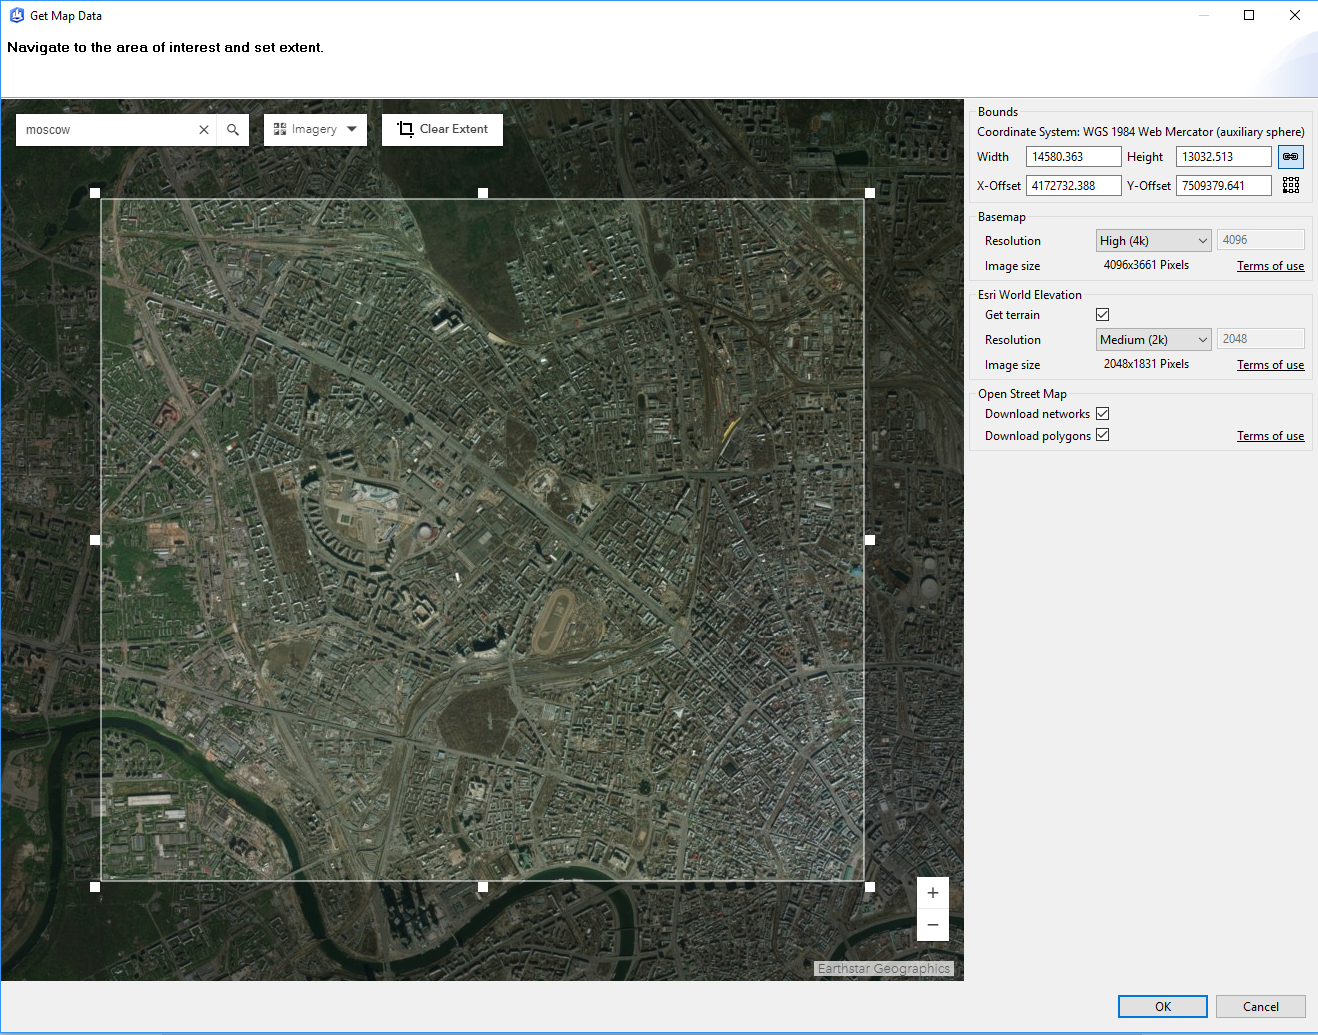 Get Map Data
Navigate to the area of interest and set extent.
moscow
Imagery
Clear Extent
Earthstar Geographics
Bounds
Coordinate System: WGS 1984 Web Mercator (auxiliary sphere)
Width 14580.363 Height 13032.513
X-Offset 4172732.388 Y-Offset 7509379.641
Basemap
Resolution High (4k) 4096
Image size 4096x3661 Pixels Terms of use
Esri World Elevation
Get terrain
Resolution Medium (2k) 2048
Image size 2048x1831 Pixels Terms of use
Open Street Map
Download networks
Download polygons Terms of use
OK Cancel